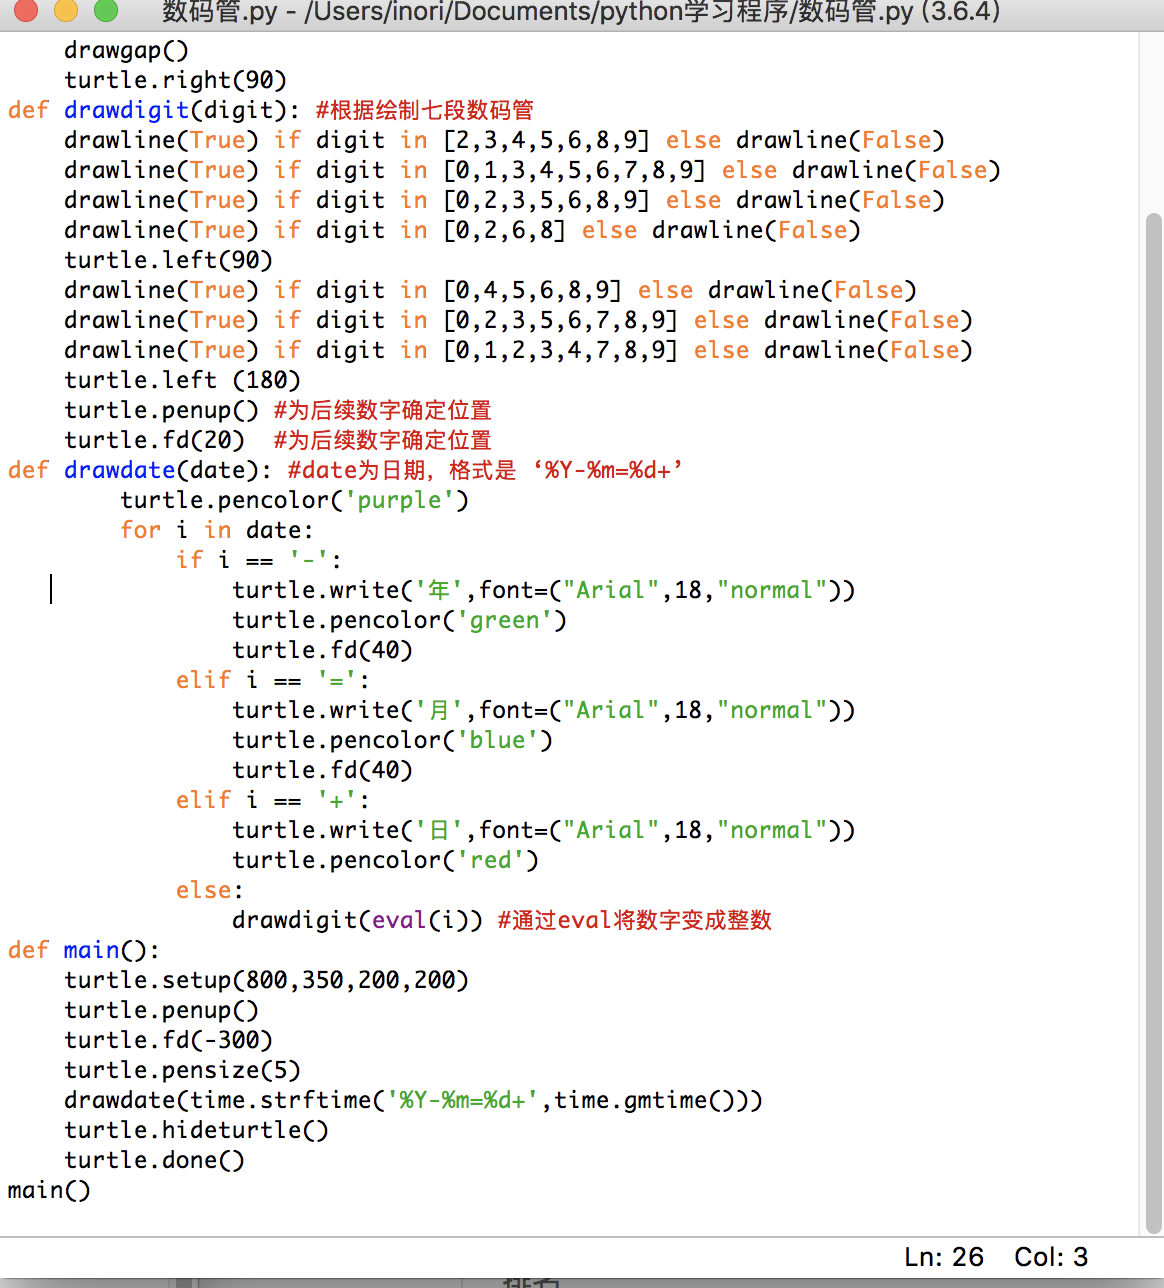 数码管.py - /Users/inori/Documents/python学习程序/数码管.py (3.6.4)
    drawgap()
    turtle.right(90)
def drawdigit(digit): #根据绘制七段数码管
    drawline(True) if digit in [2,3,4,5,6,8,9] else drawline(False)
    drawline(True) if digit in [0,1,3,4,5,6,7,8,9] else drawline(False)
    drawline(True) if digit in [0,2,3,5,6,8,9] else drawline(False)
    drawline(True) if digit in [0,2,6,8] else drawline(False)
    turtle.left(90)
    drawline(True) if digit in [0,4,5,6,8,9] else drawline(False)
    drawline(True) if digit in [0,2,3,5,6,7,8,9] else drawline(False)
    drawline(True) if digit in [0,1,2,3,4,7,8,9] else drawline(False)
    turtle.left (180)
    turtle.penup() #为后续数字确定位置
    turtle.fd(20)  #为后续数字确定位置
def drawdate(date): #date为日期，格式是 ‘%Y-%m=%d+’
        turtle.pencolor('purple')
        for i in date:
            if i == '-':
                turtle.write('年',font=("Arial",18,"normal"))
                turtle.pencolor('green')
                turtle.fd(40)
            elif i == '=':
                turtle.write('月',font=("Arial",18,"normal"))
                turtle.pencolor('blue')
                turtle.fd(40)
            elif i == '+':
                turtle.write('日',font=("Arial",18,"normal"))
                turtle.pencolor('red')
            else:
                drawdigit(eval(i)) #通过eval将数字变成整数
def main():
    turtle.setup(800,350,200,200)
    turtle.penup()
    turtle.fd(-300)
    turtle.pensize(5)
    drawdate(time.strftime('%Y-%m=%d+',time.gmtime()))
    turtle.hideturtle()
    turtle.done()
main()
Ln: 26 Col: 3